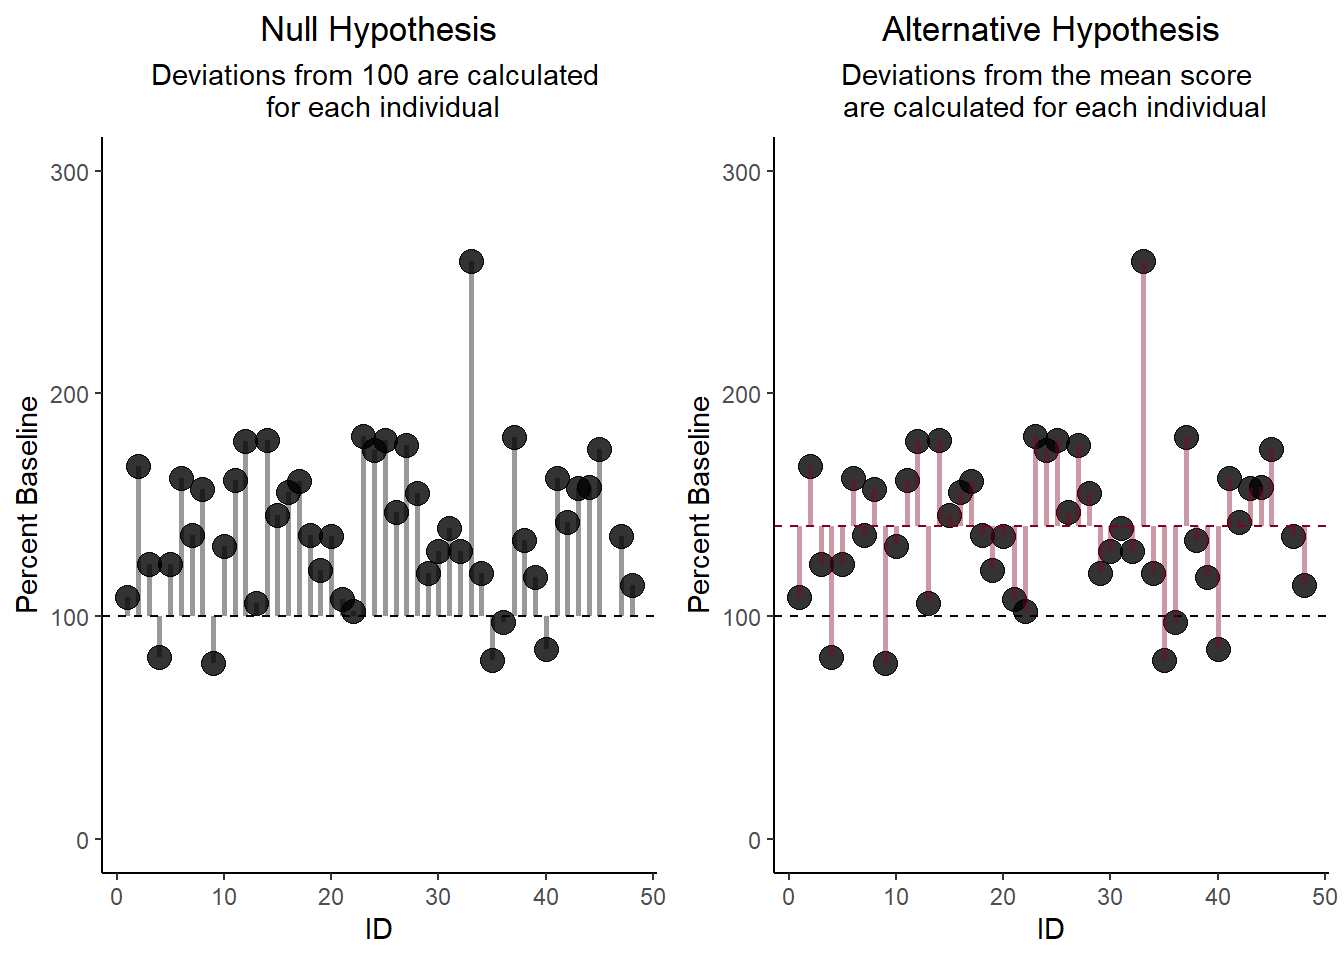 Null Hypothesis
Deviations from 100 are calculated
for each individual
300
200
100
0
Percent Baseline
0 10 20 30 40 50
ID
Alternative Hypothesis
Deviations from the mean score
are calculated for each individual
300
200
100
0
Percent Baseline
0 10 20 30 40 50
ID